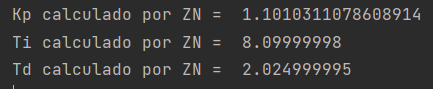 Kp calculado por ZN =  1.1010311078608914
Ti calculado por ZN =  8.09999998
Td calculado por ZN =  2.024999995